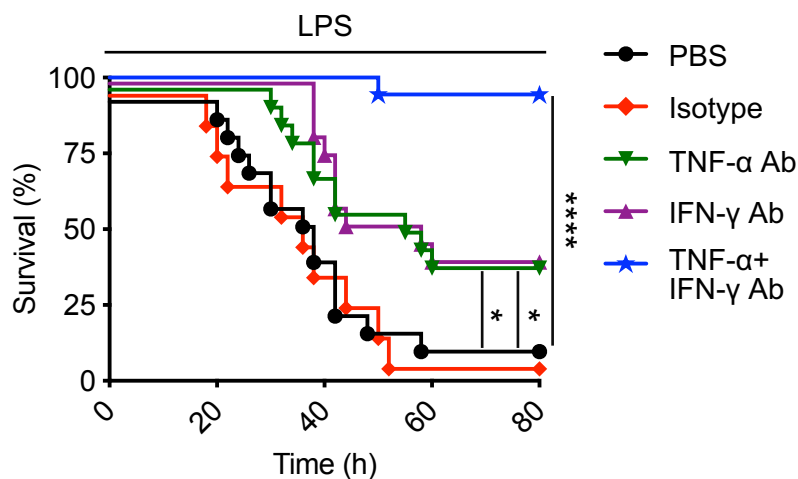 LPS
PBS
Isotype
TNF-α Ab
IFN-γ Ab
TNF-α+
IFN-γ Ab
Survival (%)
100
75
50
25
0
****
*
*
0
20
40
60
80
Time (h)